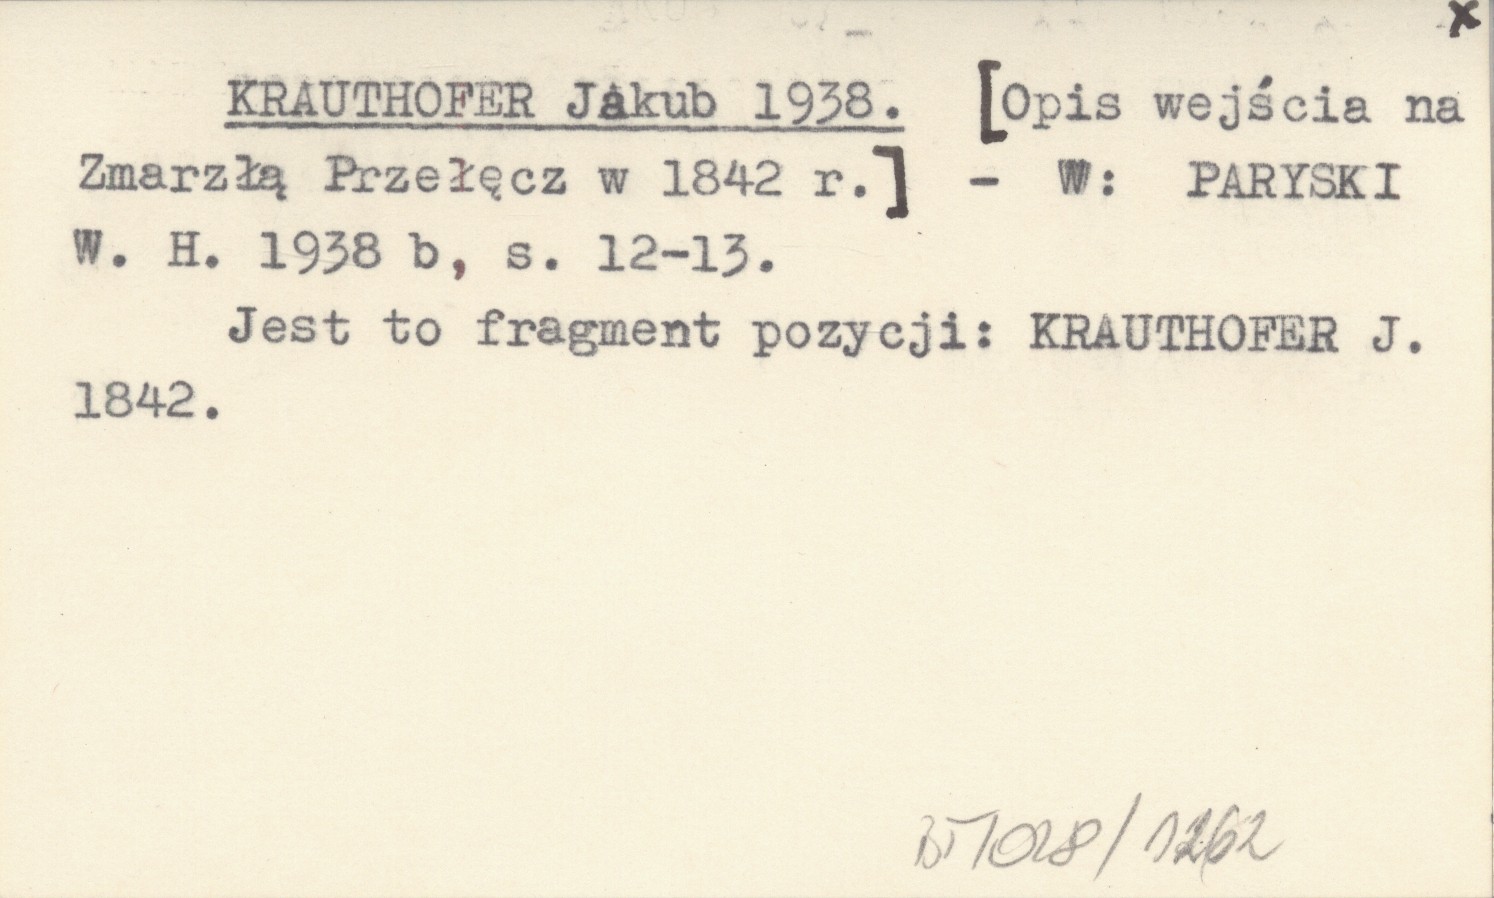 x
KRAUTHOFER Jakub 1938. [Opis wejścia na
Zmarzłą Przełęcz w 1842 r.] - W: PARYSKI
W. H. 1938 b, s. 12-13.
Jest to fragment pozycji: KRAUTHOFER J.
1842.